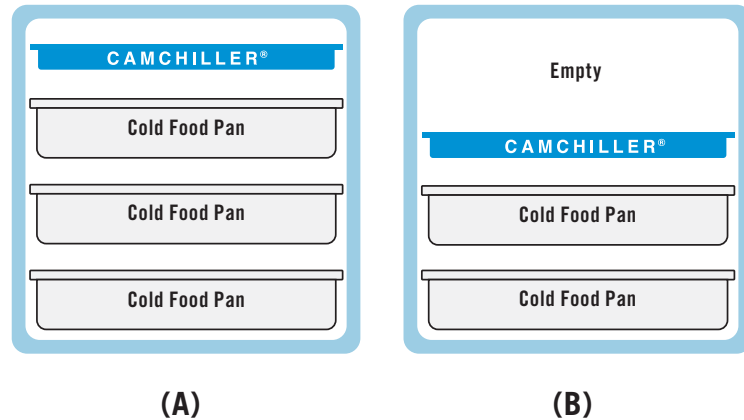 CAMCHILLER®
Cold Food Pan
Cold Food Pan
Cold Food Pan
(A)
Empty
CAMCHILLER®
Cold Food Pan
Cold Food Pan
(B)